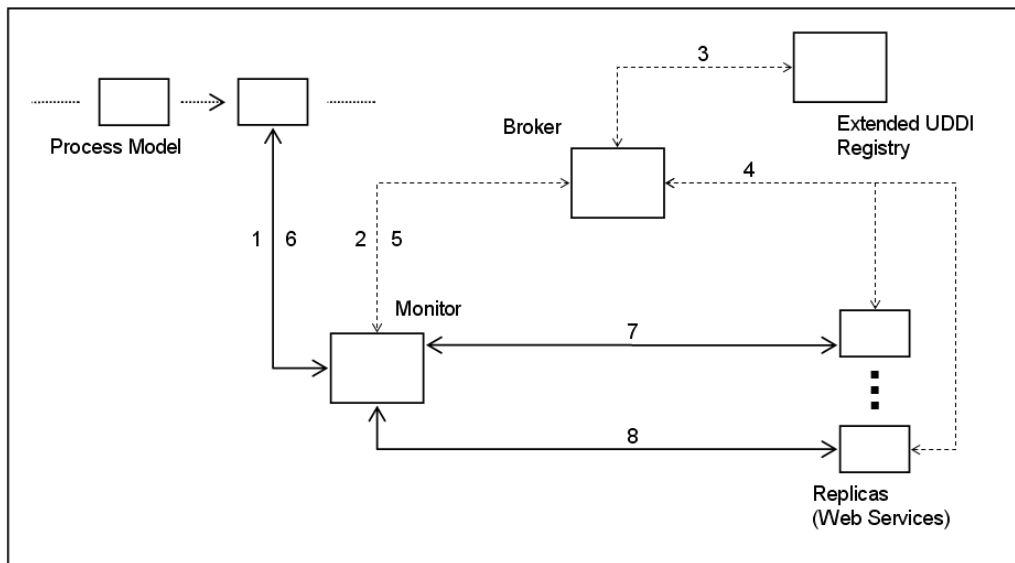 3
Process Model
Broker
Extended UDDI
Registry
4
1
6
2
5
Monitor
7
8
Replicas
(Web Services)